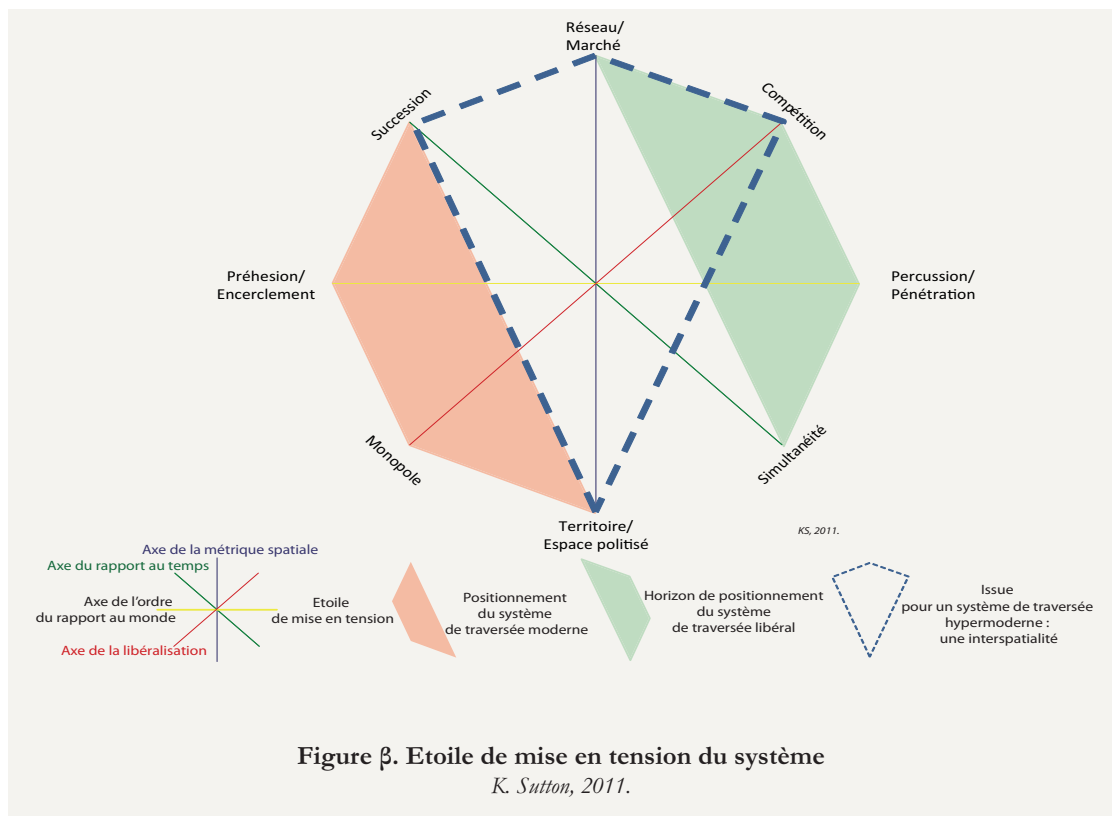 Réseau/
Marché
Succession
Compétition
Préhesion/
Encerclement
Percussion/
Pénétration
Monopole
Simultanéité
Territoire/
Espace politisé
KS, 2011.
Axe de la métrique spatiale
Axe du rapport au temps
Axe de l'ordre
du rapport au monde
Axe de la libéralisation
Etoile
de mise en tension
Positionnement
du système
de traversée moderne
Horizon de positionnement
du système
de traversée libéral
Issue
pour un système de traversée
hypermoderne :
une interspatialité
Figure β. Etoile de mise en tension du système
K. Sutton, 2011.